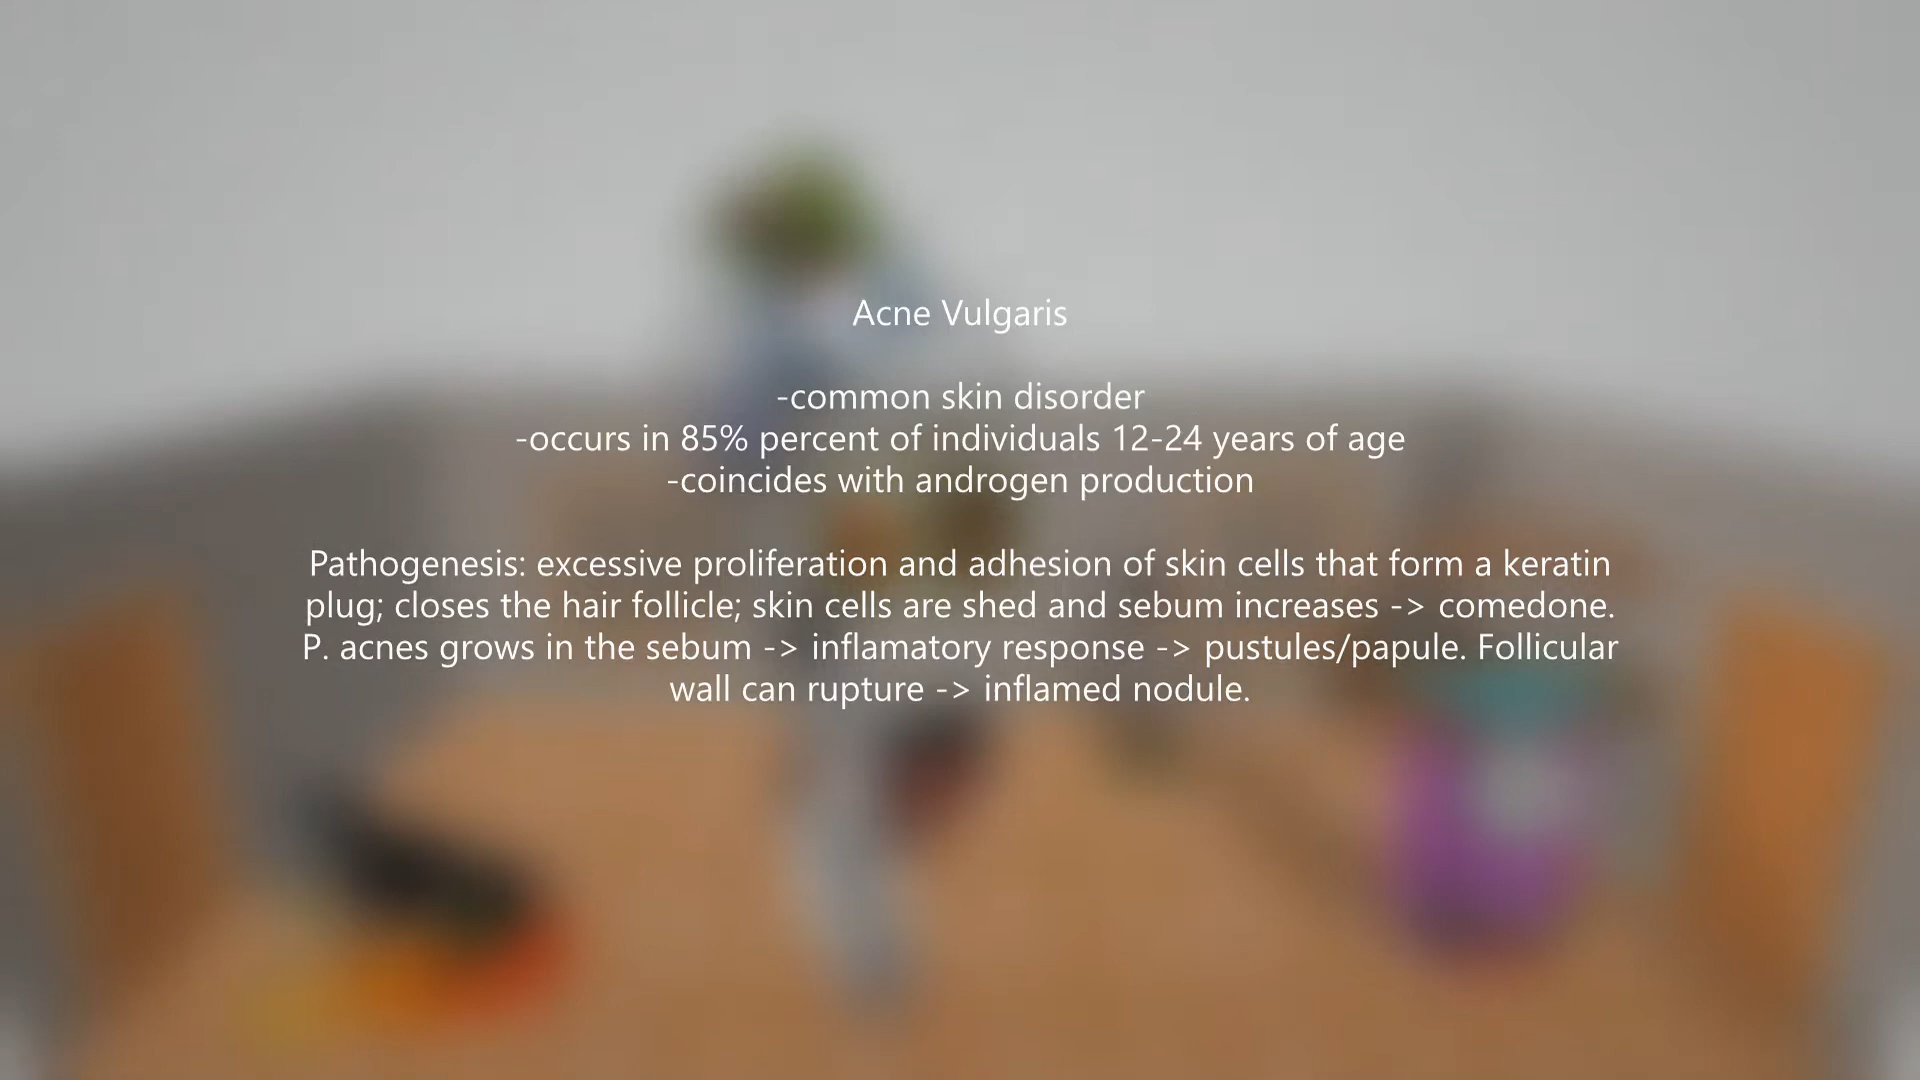 Acne Vulgaris
-common skin disorder
-occurs in 85% percent of individuals 12-24 years of age
-coincides with androgen production
Pathogenesis: excessive proliferation and adhesion of skin cells that form a keratin
plug; closes the hair follicle; skin cells are shed and sebum increases -> comedone.
P. acnes grows in the sebum -> inflamatory response -> pustules/papule. Follicular
wall can rupture -> inflamed nodule.